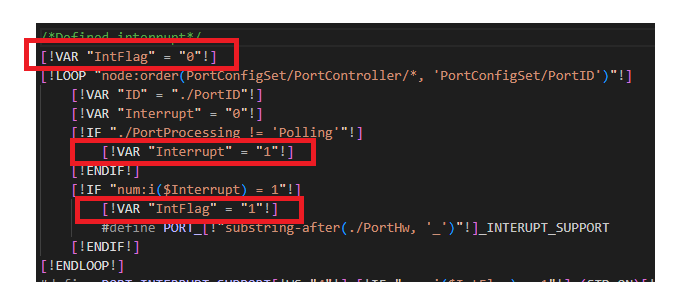 /*Defined interrupt*/
[!VAR "IntFlag" = "0"!]
[!LOOP "node:order(PortConfigSet/PortController/*, 'PortConfigSet/PortID')"!]
[!VAR "ID" = "./PortID"!]
[!VAR "Interrupt" = "0"!]
[!IF "./PortProcessing != 'Polling'"!]
[!VAR "Interrupt" = "1"!]
[!ENDIF!]
[!IF "num:i($Interrupt) = 1"!]
[!VAR "IntFlag" = "1"!]
#define PORT_[!"substring-after(./PortHw, '_')"!]_INTERUPT_SUPPORT
[!ENDIF!]
[!ENDLOOP!]